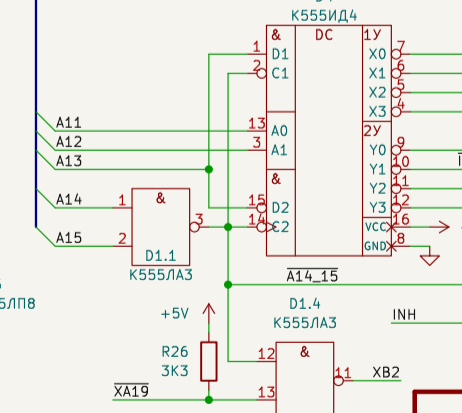 К555ИД4
& DC 1У
1 D1 X0 7
2 C1 X1 6
X2 5
X3 4
A11 13 A0 2У
A12 3 A1 Y0 9
A13 Y1 10
& Y2 11
A14 1 & 15 D2 Y3 12
3 14 C2 VCC 16
A15 2 GND 8
D1.1
К555ЛА3
5ЛП8
A14_15
+5V D1.4
К555ЛА3
INH
R26
3К3
12 &
11 XB2
XA19 13